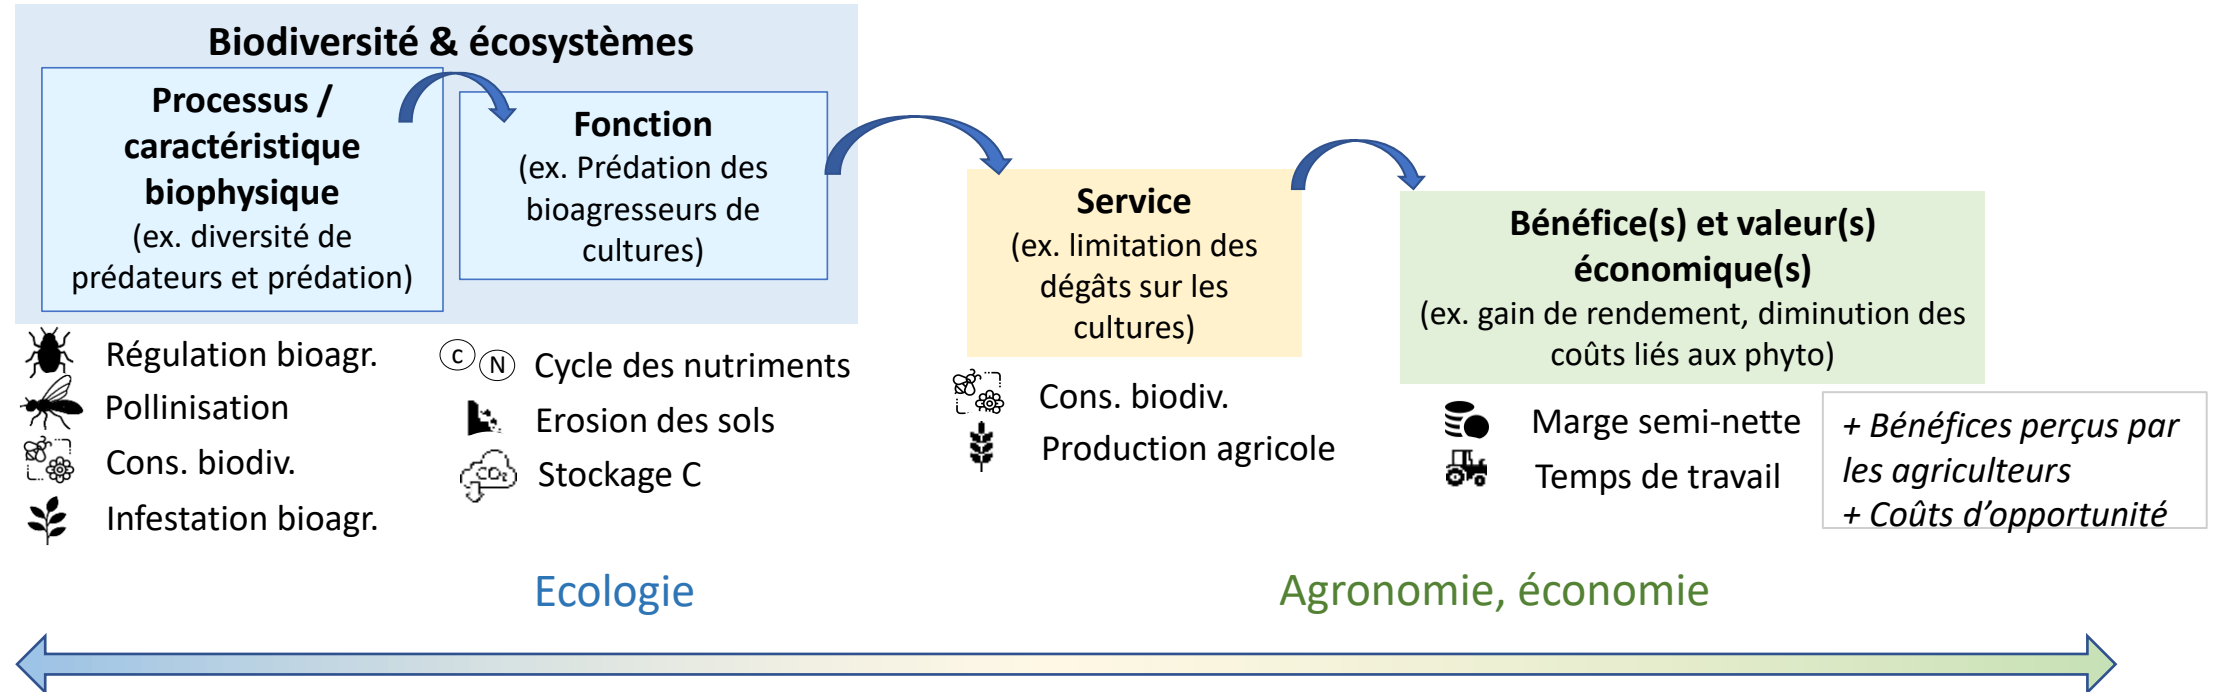 Biodiversité & écosystèmes
Processus /
caractéristique
biophysique
(ex. diversité de
prédateurs et prédation)
Fonction
(ex. Prédation des
bioagresseurs de
cultures)
Service
(ex. limitation des
dégâts sur les
cultures)
Bénéfice(s) et valeur(s)
économique(s)
(ex. gain de rendement, diminution des
coûts liés aux phyto)
Régulation bioagr.
Pollinisation
Cons. biodiv.
Infestation bioagr.
C N Cycle des nutriments
Erosion des sols
CO₂ Stockage C
Cons. biodiv.
Production agricole
Marge semi-nette
Temps de travail
+ Bénéfices perçus par
les agriculteurs
+ Coûts d’opportunité
Ecologie
Agronomie, économie